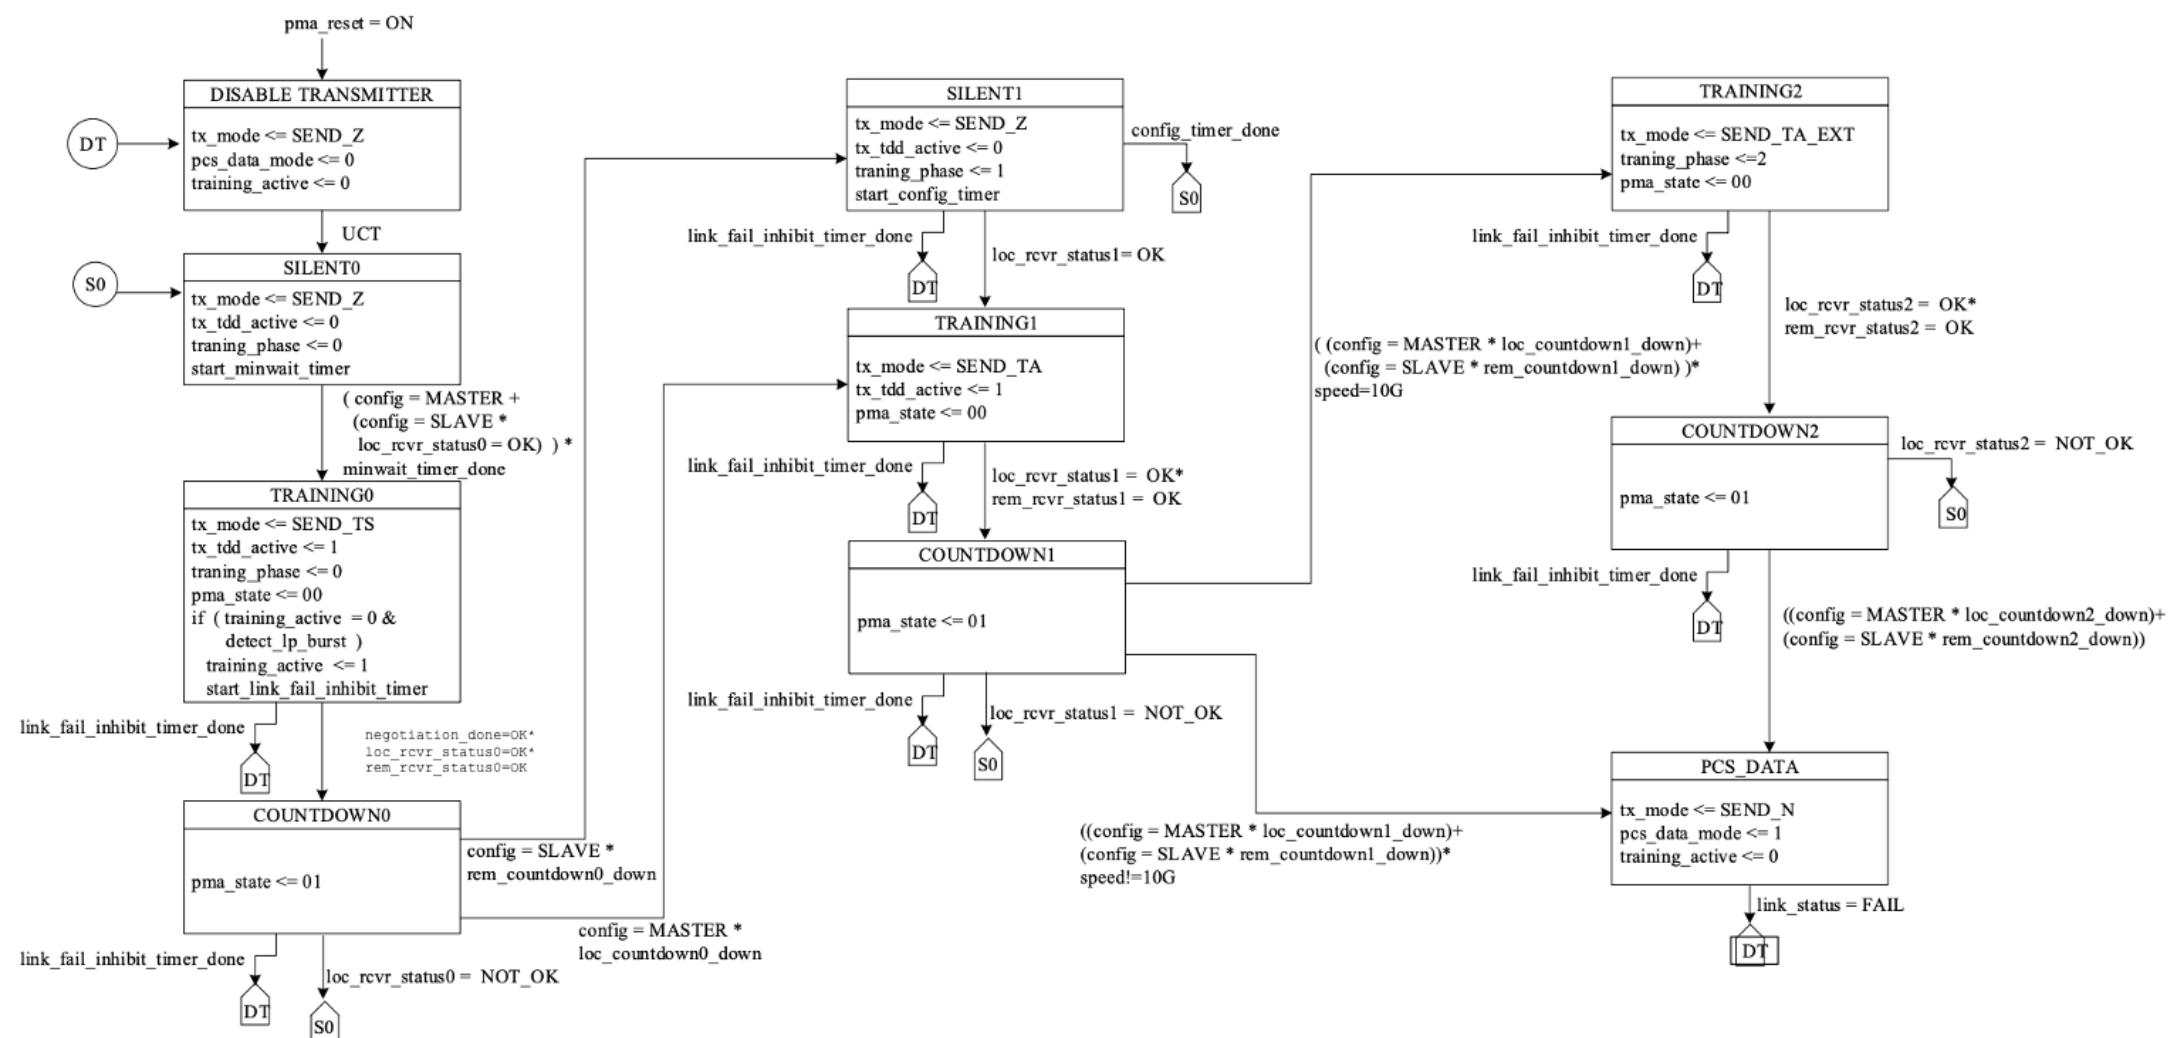 pma_reset = ON
DISABLE TRANSMITTER
DT
tx_mode <= SEND_Z
pcs_data_mode <= 0
training_active <= 0
UCT
SILENT0
S0
tx_mode <= SEND_Z
tx_tdd_active <= 0
traning_phase <= 0
start_minwait_timer
( config = MASTER +
(config = SLAVE *
loc_rcvr_status0 = OK) ) *
minwait_timer_done
TRAINING0
tx_mode <= SEND_TS
tx_tdd_active <= 1
traning_phase <= 0
pma_state <= 00
if ( training_active = 0 &
detect_lp_burst )
training_active <= 1
start_link_fail_inhibit_timer
link_fail_inhibit_timer_done
DT
negotiation_done=OK*
loc_rcvr_status0=OK*
rem_rcvr_status0=OK
COUNTDOWN0
pma_state <= 01
config = SLAVE *
rem_countdown0_down
config = MASTER *
loc_countdown0_down
link_fail_inhibit_timer_done
DT
loc_rcvr_status0 = NOT_OK
S0
SILENT1
tx_mode <= SEND_Z
tx_tdd_active <= 0
traning_phase <= 1
start_config_timer
config_timer_done
S0
link_fail_inhibit_timer_done
DT
loc_rcvr_status1= OK
TRAINING1
tx_mode <= SEND_TA
tx_tdd_active <= 1
pma_state <= 00
link_fail_inhibit_timer_done
DT
loc_rcvr_status1 = OK*
rem_rcvr_status1 = OK
COUNTDOWN1
pma_state <= 01
link_fail_inhibit_timer_done
DT
loc_rcvr_status1 = NOT_OK
S0
( (config = MASTER * loc_countdown1_down)+
(config = SLAVE * rem_countdown1_down) )*
speed=10G
((config = MASTER * loc_countdown1_down)+
(config = SLAVE * rem_countdown1_down))*
speed!=10G
TRAINING2
tx_mode <= SEND_TA_EXT
traning_phase <=2
pma_state <= 00
link_fail_inhibit_timer_done
DT
loc_rcvr_status2 = OK*
rem_rcvr_status2 = OK
COUNTDOWN2
pma_state <= 01
loc_rcvr_status2 = NOT_OK
S0
link_fail_inhibit_timer_done
DT
((config = MASTER * loc_countdown2_down)+
(config = SLAVE * rem_countdown2_down))
PCS_DATA
tx_mode <= SEND_N
pcs_data_mode <= 1
training_active <= 0
link_status = FAIL
DT